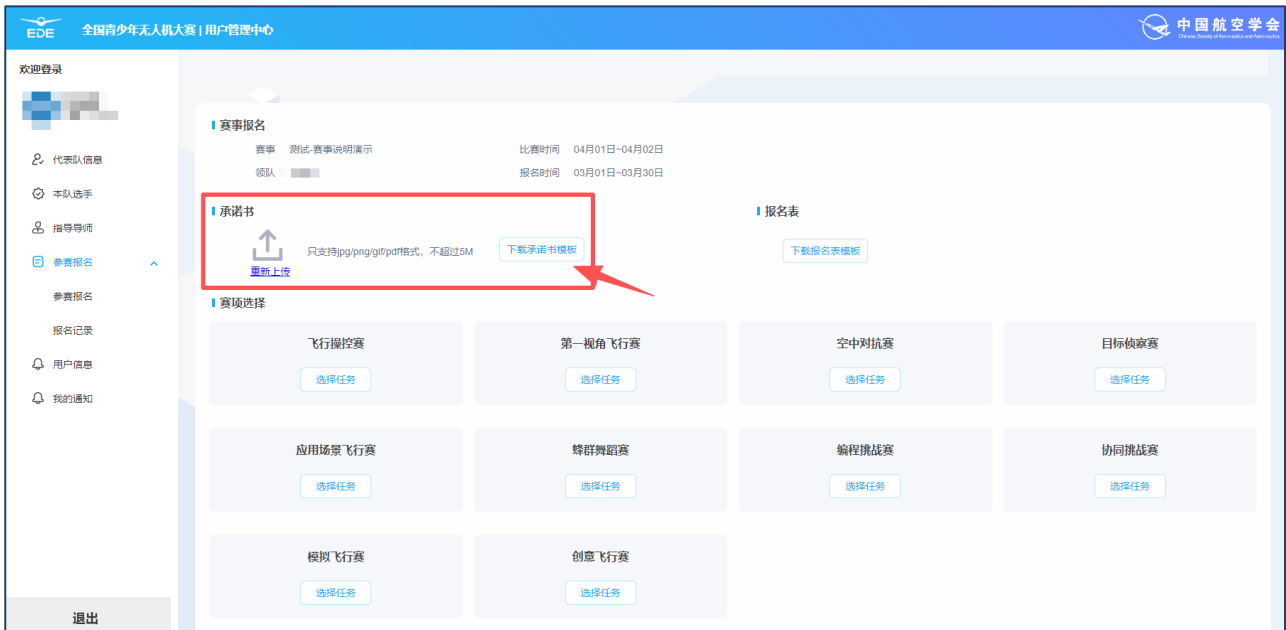 EDE 全国青少年无人机大赛 | 用户管理中心
中国航空学会
Chinese Society of Aeronautics and Astronautics
欢迎登录
代表队信息
本队选手
指导导师
参赛报名
参赛报名
报名记录
用户信息
我的通知
退出
赛事报名
赛事 测试-赛事说明演示 比赛时间 04月01日~04月02日
领队 报名时间 03月01日~03月30日
承诺书
重新上传
只支持jpg/png/gif/pdf格式，不超过5M
下载承诺书模板
报名表
下载报名表模板
赛项选择
飞行操控赛 第一视角飞行赛 空中对抗赛 目标侦察赛
选择任务 选择任务 选择任务 选择任务
应用场景飞行赛 蜂群舞蹈赛 编程挑战赛 协同挑战赛
选择任务 选择任务 选择任务 选择任务
模拟飞行赛 创意飞行赛
选择任务 选择任务